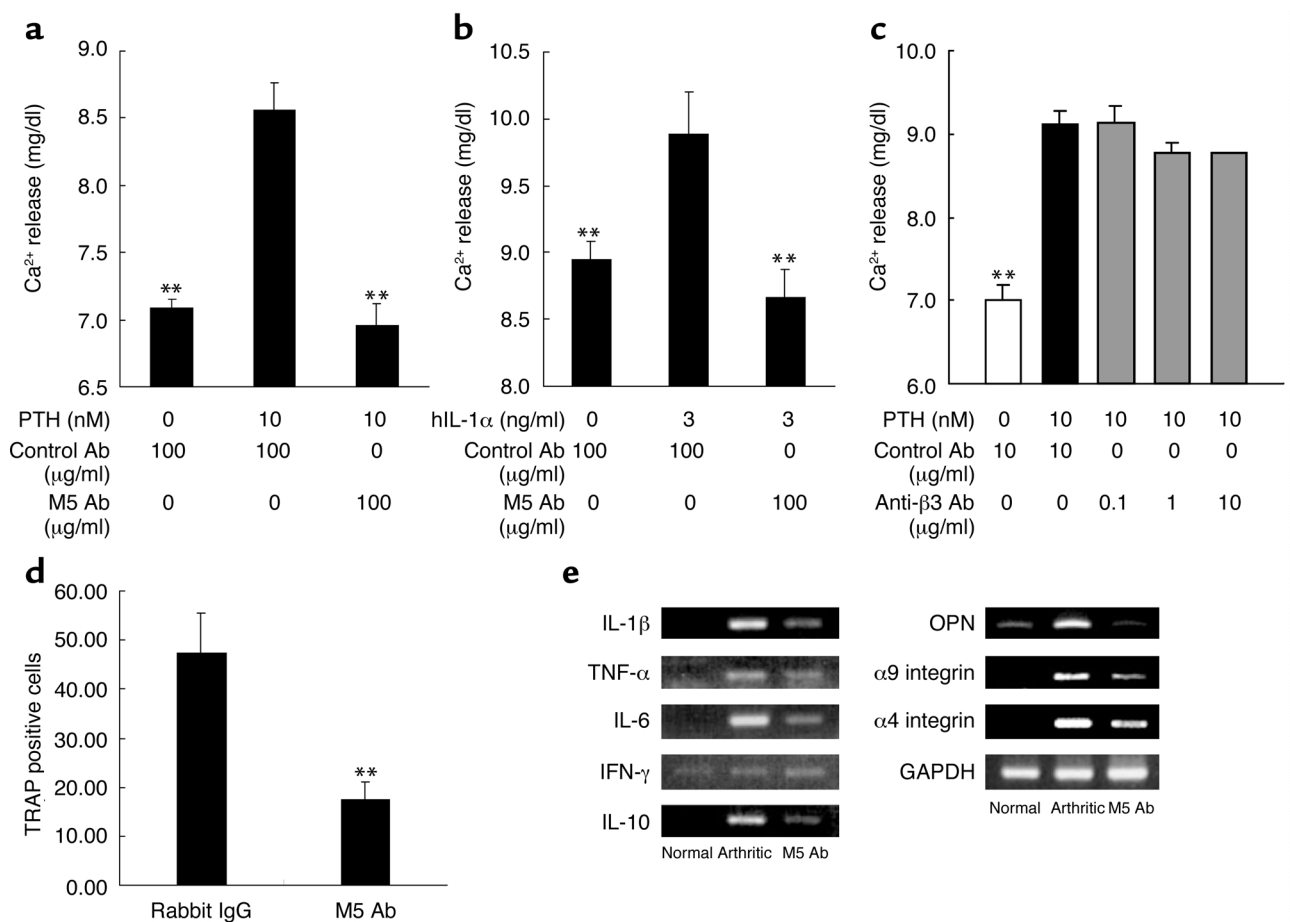 a
9.0
8.5
8.0
7.5
7.0
6.5
Ca²⁺ release (mg/dl)
**
**
PTH (nM) 0 10 10
Control Ab 100 100 0
(μg/ml)
M5 Ab 0 0 100
(μg/ml)
b
10.5
10.0
9.5
9.0
8.5
8.0
Ca²⁺ release (mg/dl)
**
**
hIL-1α (ng/ml) 0 3 3
Control Ab 100 100 0
(μg/ml)
M5 Ab 0 0 100
(μg/ml)
c
10.0
9.0
8.0
7.0
6.0
Ca²⁺ release (mg/dl)
**
PTH (nM) 0 10 10 10 10
Control Ab 10 10 0 0 0
(μg/ml)
Anti-β3 Ab 0 0 0.1 1 10
(μg/ml)
d
60.00
50.00
40.00
30.00
20.00
10.00
0.00
TRAP positive cells
**
Rabbit IgG M5 Ab
e
IL-1β
TNF-α
IL-6
IFN-γ
IL-10
Normal Arthritic M5 Ab
OPN
α9 integrin
α4 integrin
GAPDH
Normal Arthritic M5 Ab